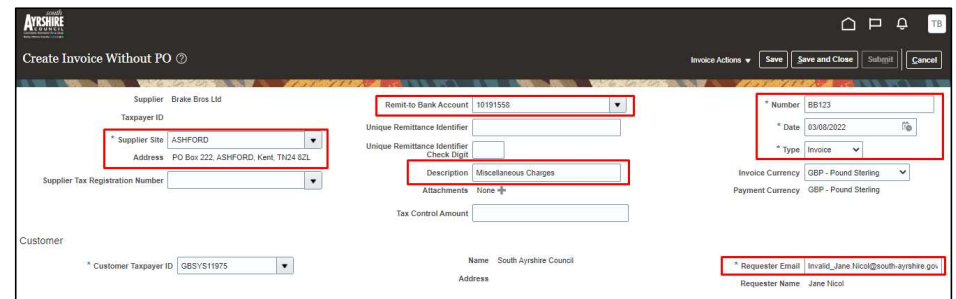 south
AYRSHIRE
COUNCIL
TB
Create Invoice Without PO
Invoice Actions Save Save and Close Submit Cancel
Supplier Brake Bros Ltd
Taxpayer ID
* Supplier Site ASHFORD
Address PO Box 222, ASHFORD, Kent, TN24 8ZL
Supplier Tax Registration Number
Remit-to Bank Account 10191558
Unique Remittance Identifier
Unique Remittance Identifier
Check Digit
Description Miscellaneous Charges
Attachments None
Tax Control Amount
* Number BB123
* Date 03/08/2022
* Type Invoice
Invoice Currency GBP - Pound Sterling
Payment Currency GBP - Pound Sterling
Customer
* Customer Taxpayer ID GBSYS11975
Name South Ayrshire Council
Address
* Requester Email Invalid_Jane.Nicol@south-ayrshire.gov
Requester Name Jane Nicol